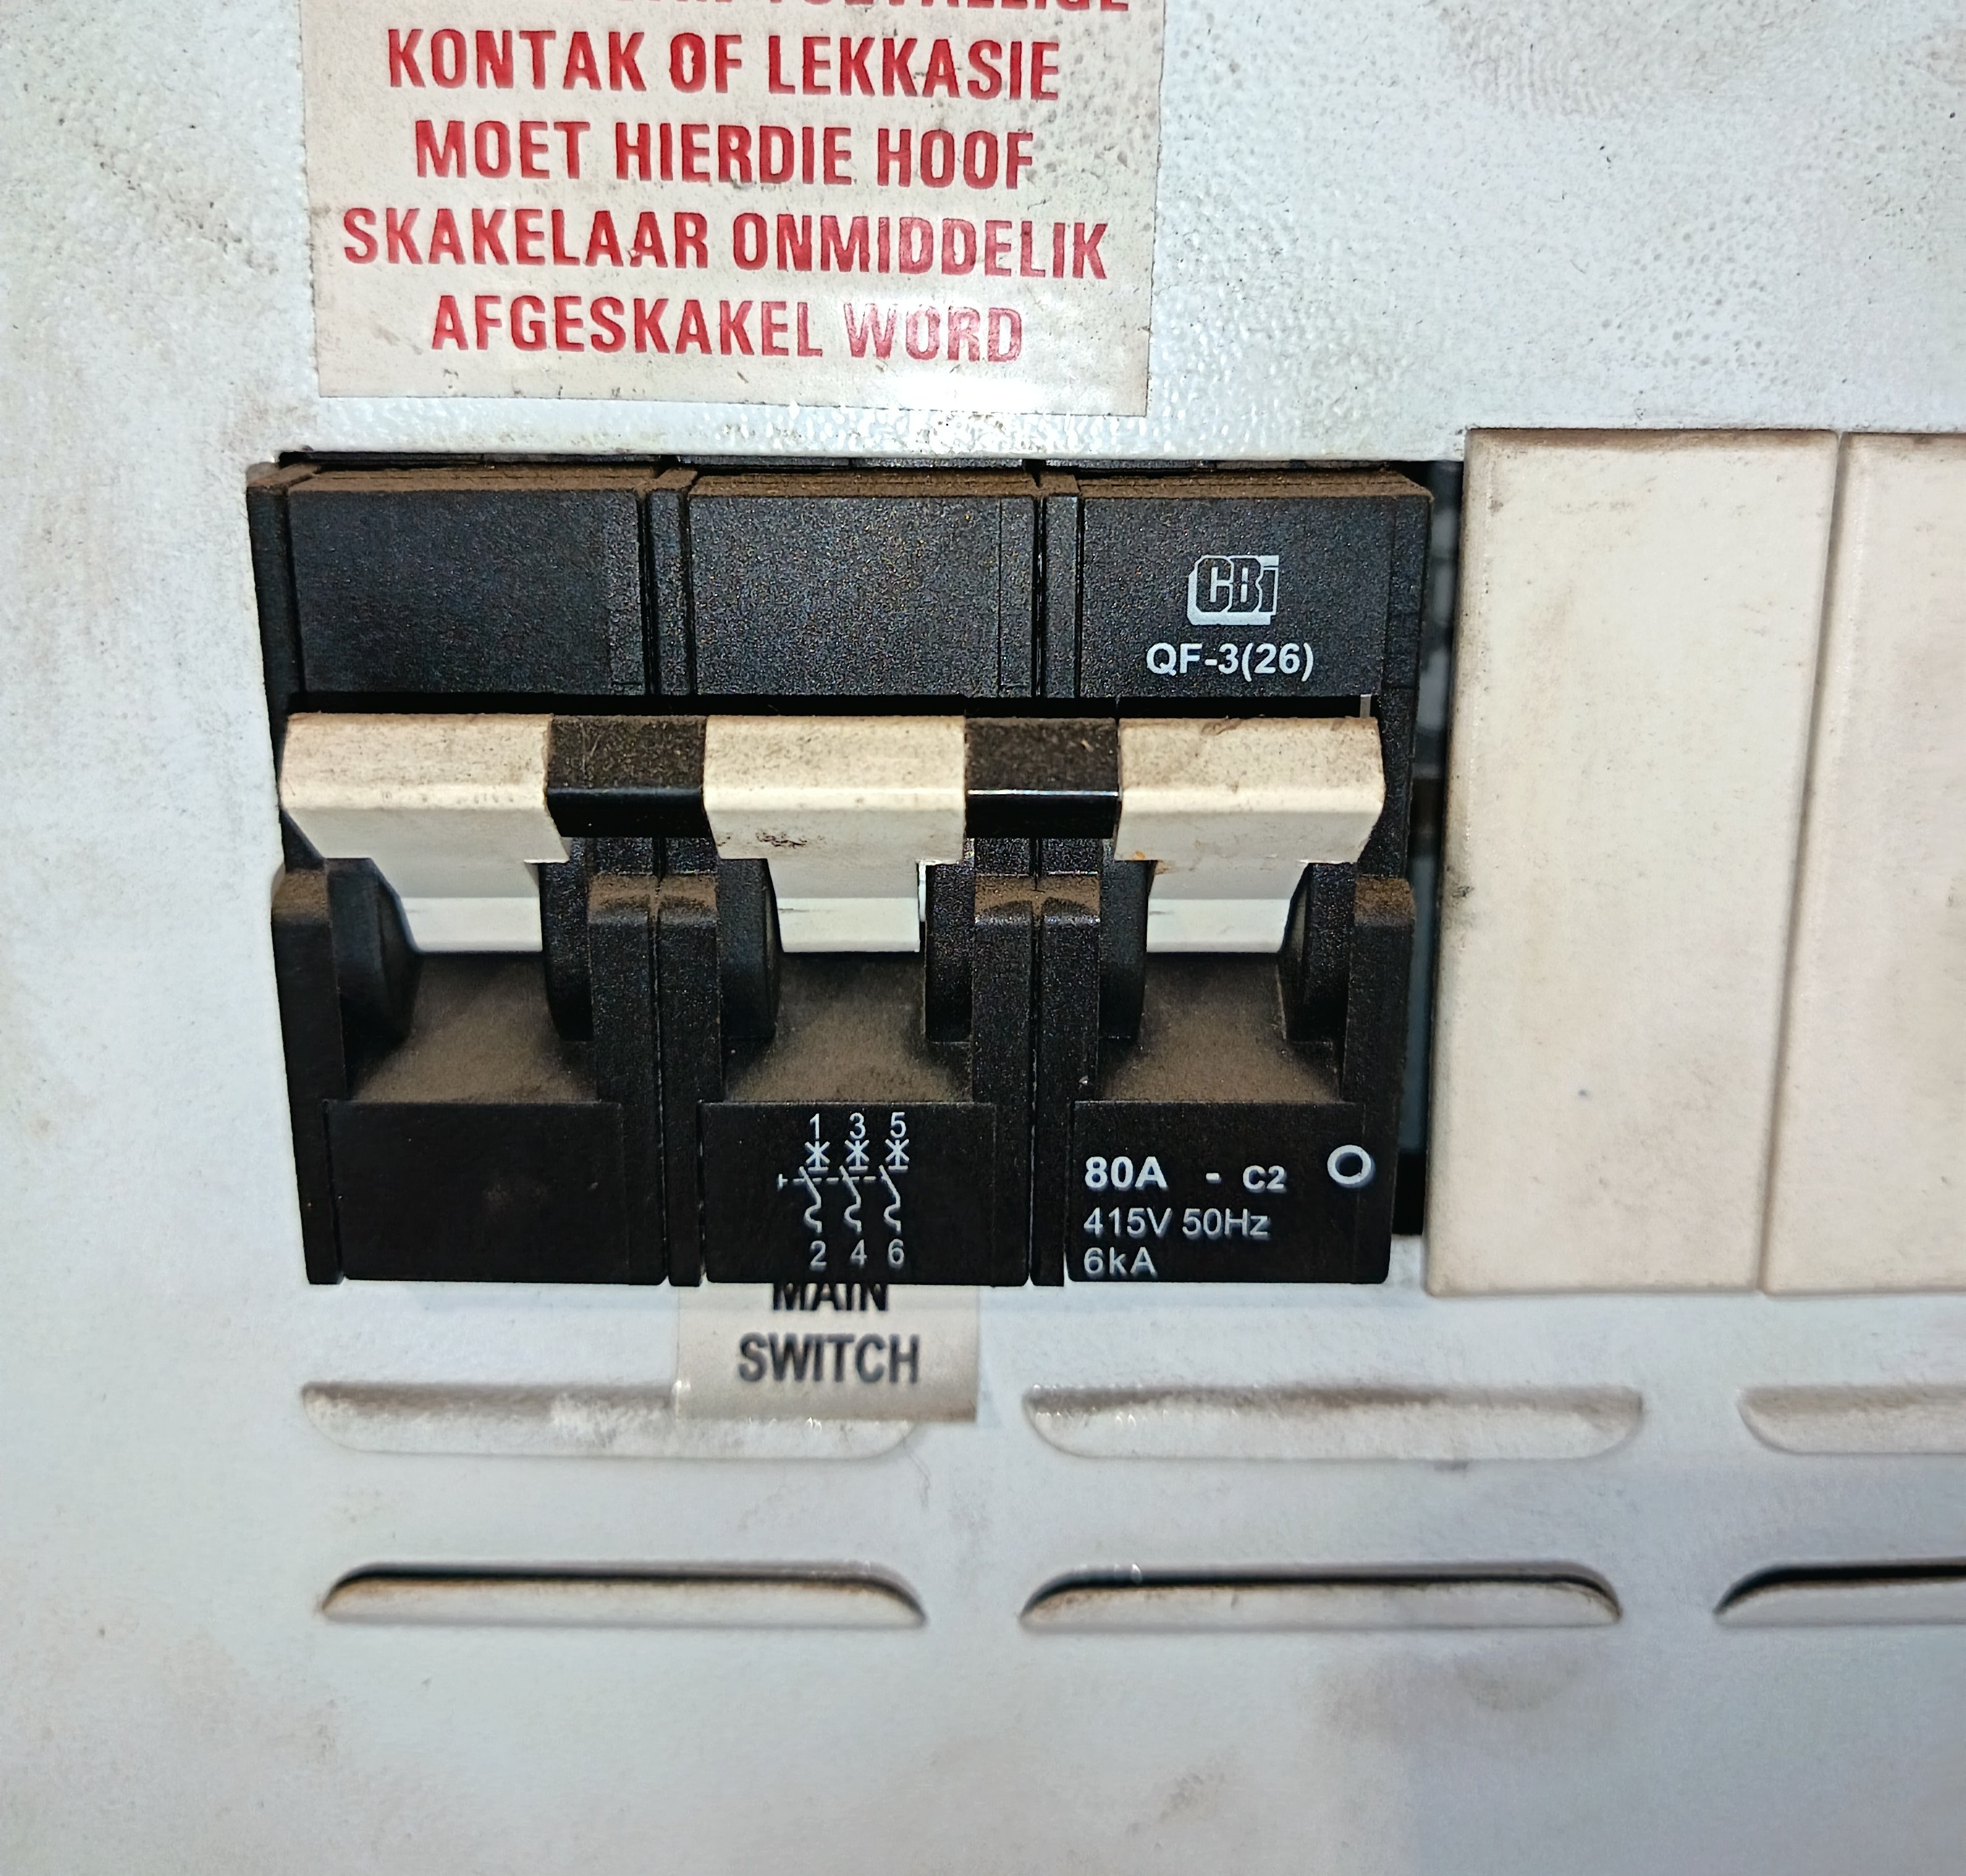 KONTAK OF LEKKASIE
MOET HIERDIE HOOF
SKAKELAAR ONMIDDELIK
AFGESKAKEL WORD
CBi
QF-3(26)
1 3 5
2 4 6
80A - C2
415V 50Hz
6kA
MAIN
SWITCH